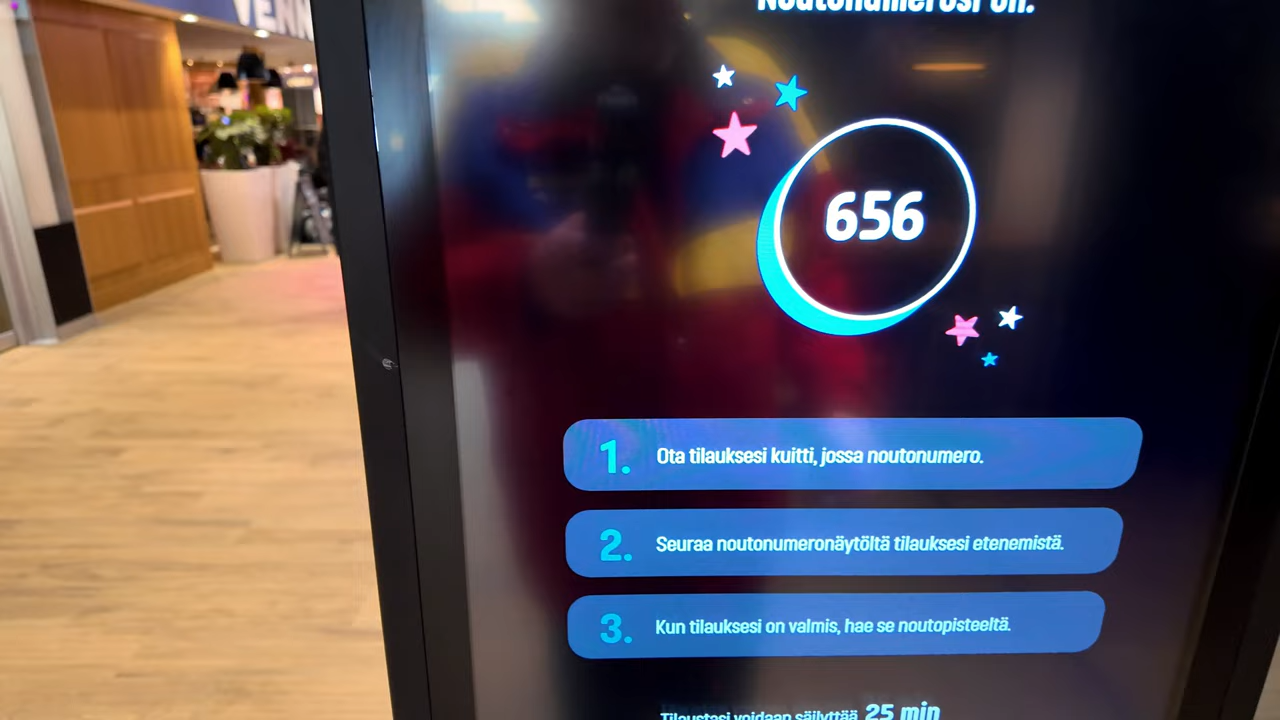 VENN
Noutonumerosi on:
656
1. Ota tilauksesi kuitti, jossa noutonumero.
2. Seuraa noutonumeronäytöltä tilauksesi etenemistä.
3. Kun tilauksesi on valmis, hae se noutopisteeltä.
Tilaustasi voidaan säilyttää 25 min